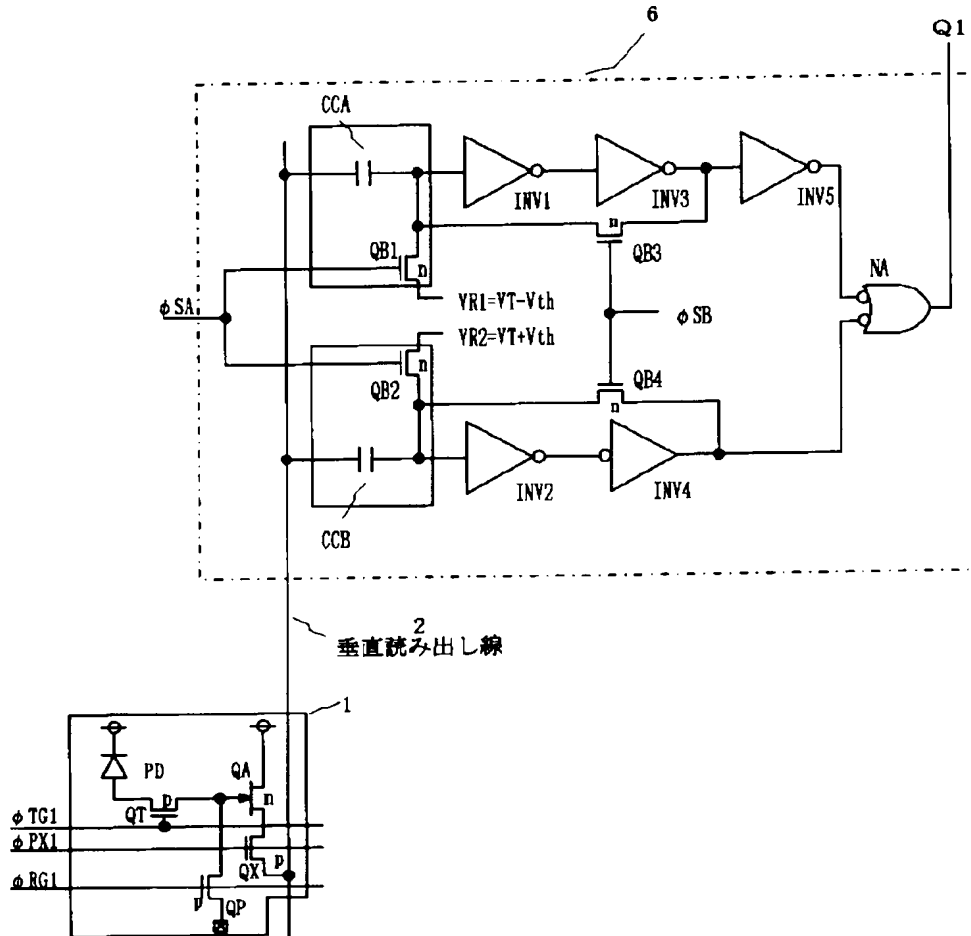 6
Q1
CCA
INV1
INV3
INV5
n
QB3
QB1
n
NA
φSA
VR1=VT-Vth
φSB
VR2=VT+Vth
n
QB2
QB4
n
INV2
INV4
CCB
2
垂直読み出し線
1
PD
QA
p
n
φTG1
QT
φPX1
QX
p
φRG1
p
QP